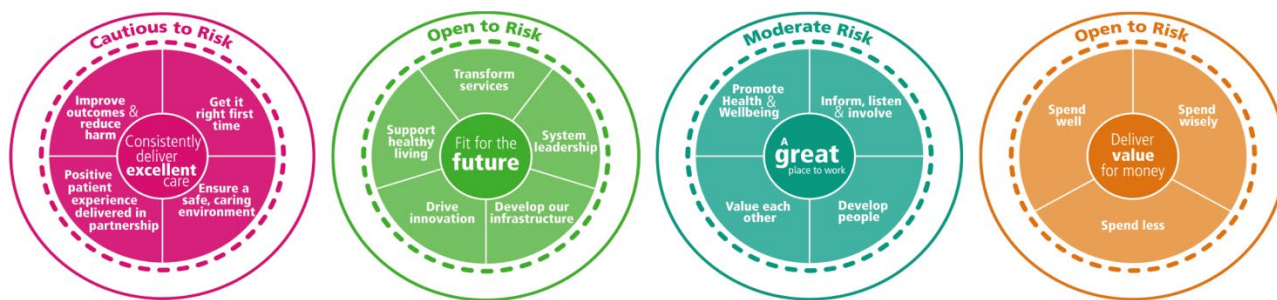 Cautious to Risk
Improve
outcomes &
reduce
harm
Get it
right first
time
Consistently
deliver
excellent
care
Positive
patient
experience
delivered in
partnership
Ensure a
safe, caring
environment
Open to Risk
Transform
services
Support
healthy
living
System
leadership
Fit for the
future
Drive
innovation
Develop our
infrastructure
Moderate Risk
Promote
Health &
Wellbeing
Inform, listen
& involve
A
great
place to work
Value each
other
Develop
people
Open to Risk
Spend
well
Spend
wisely
Deliver
value
for money
Spend less